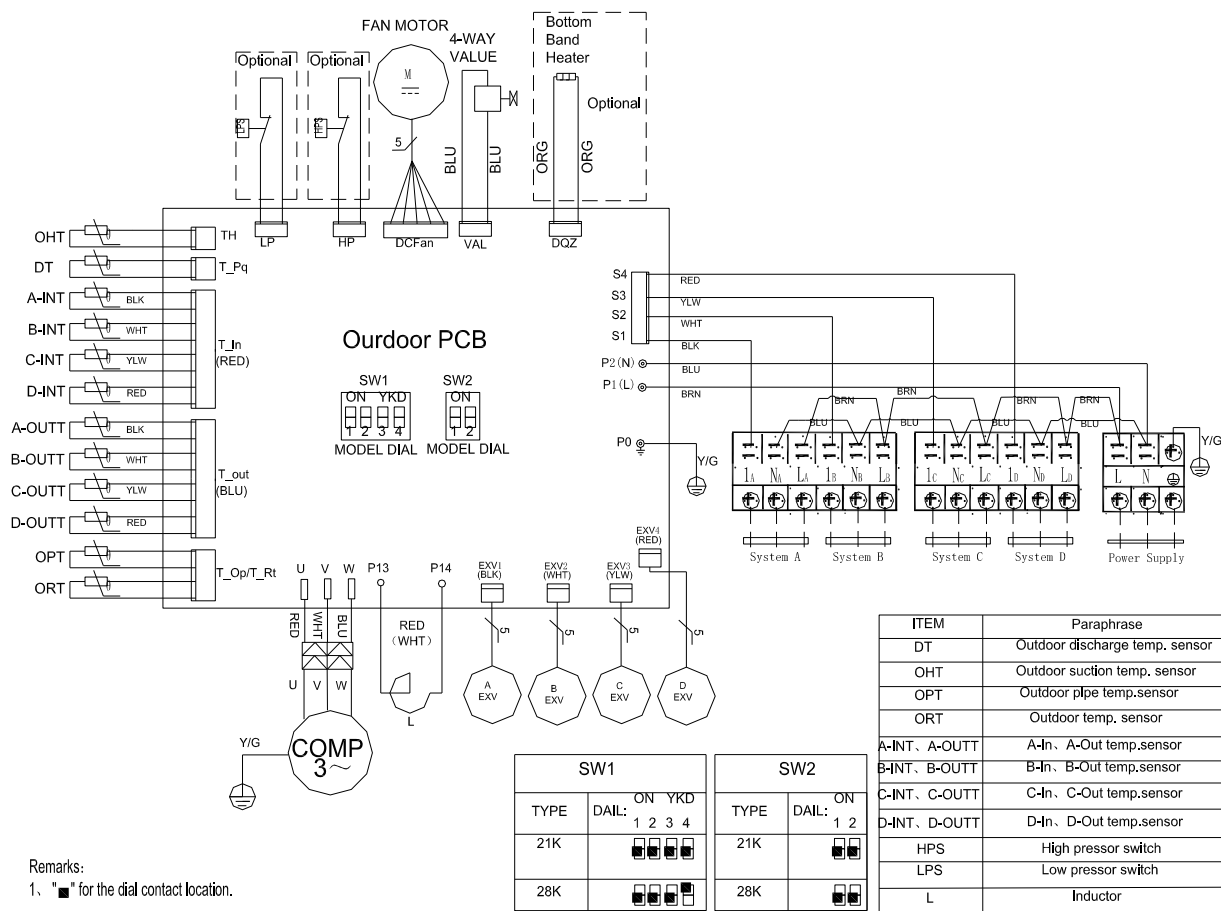 FAN MOTOR
4-WAY
VALUE
Bottom
Band
Heater
Optional
Optional
Optional
M
LPS
HPS
5
BLU
BLU
ORG
ORG
LP
HP
DCFan
VAL
DQZ
OHT
TH
DT
T_Pq
A-INT
BLK
B-INT
WHT
C-INT
YLW
D-INT
RED
T_In
(RED)
A-OUTT
BLK
B-OUTT
WHT
C-OUTT
YLW
D-OUTT
RED
T_out
(BLU)
OPT
ORT
T_Op/T_Rt
Ourdoor PCB
SW1
ON YKD
1 2 3 4
MODEL DIAL
SW2
ON
1 2
MODEL DIAL
S4
RED
S3
YLW
S2
WHT
S1
BLK
P2(N)
BLU
P1(L)
BRN
P0
Y/G
BRN
BRN
BRN
BRN
BRN
BLU
BLU
BLU
BLU
Y/G
1A NA LA 1B NB LB
1C NC LC 1D ND LD
L N
System A
System B
System C
System D
Power Supply
U V W
P13
P14
RED
WHT
BLU
RED
(WHT)
L
U V W
COMP
3~
Y/G
EXV1
(BLK)
EXV2
(WHT)
EXV3
(YLW)
EXV4
(RED)
5
5
5
5
A
EXV
B
EXV
C
EXV
D
EXV
ITEM Paraphrase
DT Outdoor discharge temp. sensor
OHT Outdoor suction temp. sensor
OPT Outdoor pipe temp.sensor
ORT Outdoor temp. sensor
A-INT、A-OUTT A-In、A-Out temp.sensor
B-INT、B-OUTT B-In、B-Out temp.sensor
C-INT、C-OUTT C-In、C-Out temp.sensor
D-INT、D-OUTT D-In、D-Out temp.sensor
HPS High pressor switch
LPS Low pressor switch
L Inductor
SW1
TYPE DAIL: ON YKD
1 2 3 4
21K
28K
SW2
TYPE DAIL: ON
1 2
21K
28K
Remarks:
1、"■" for the dial contact location.